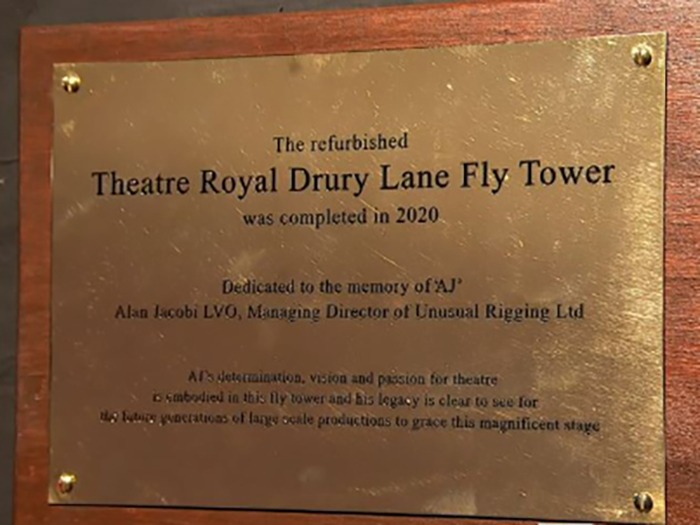 The refurbished
Theatre Royal Drury Lane Fly Tower
was completed in 2020
Dedicated to the memory of 'AJ'
Alan Jacobi LVO, Managing Director of Unusual Rigging Ltd
AJ's determination, vision and passion for theatre
is embodied in this fly tower and his legacy is clear to see for
the future generations of large scale productions to grace this magnificent stage